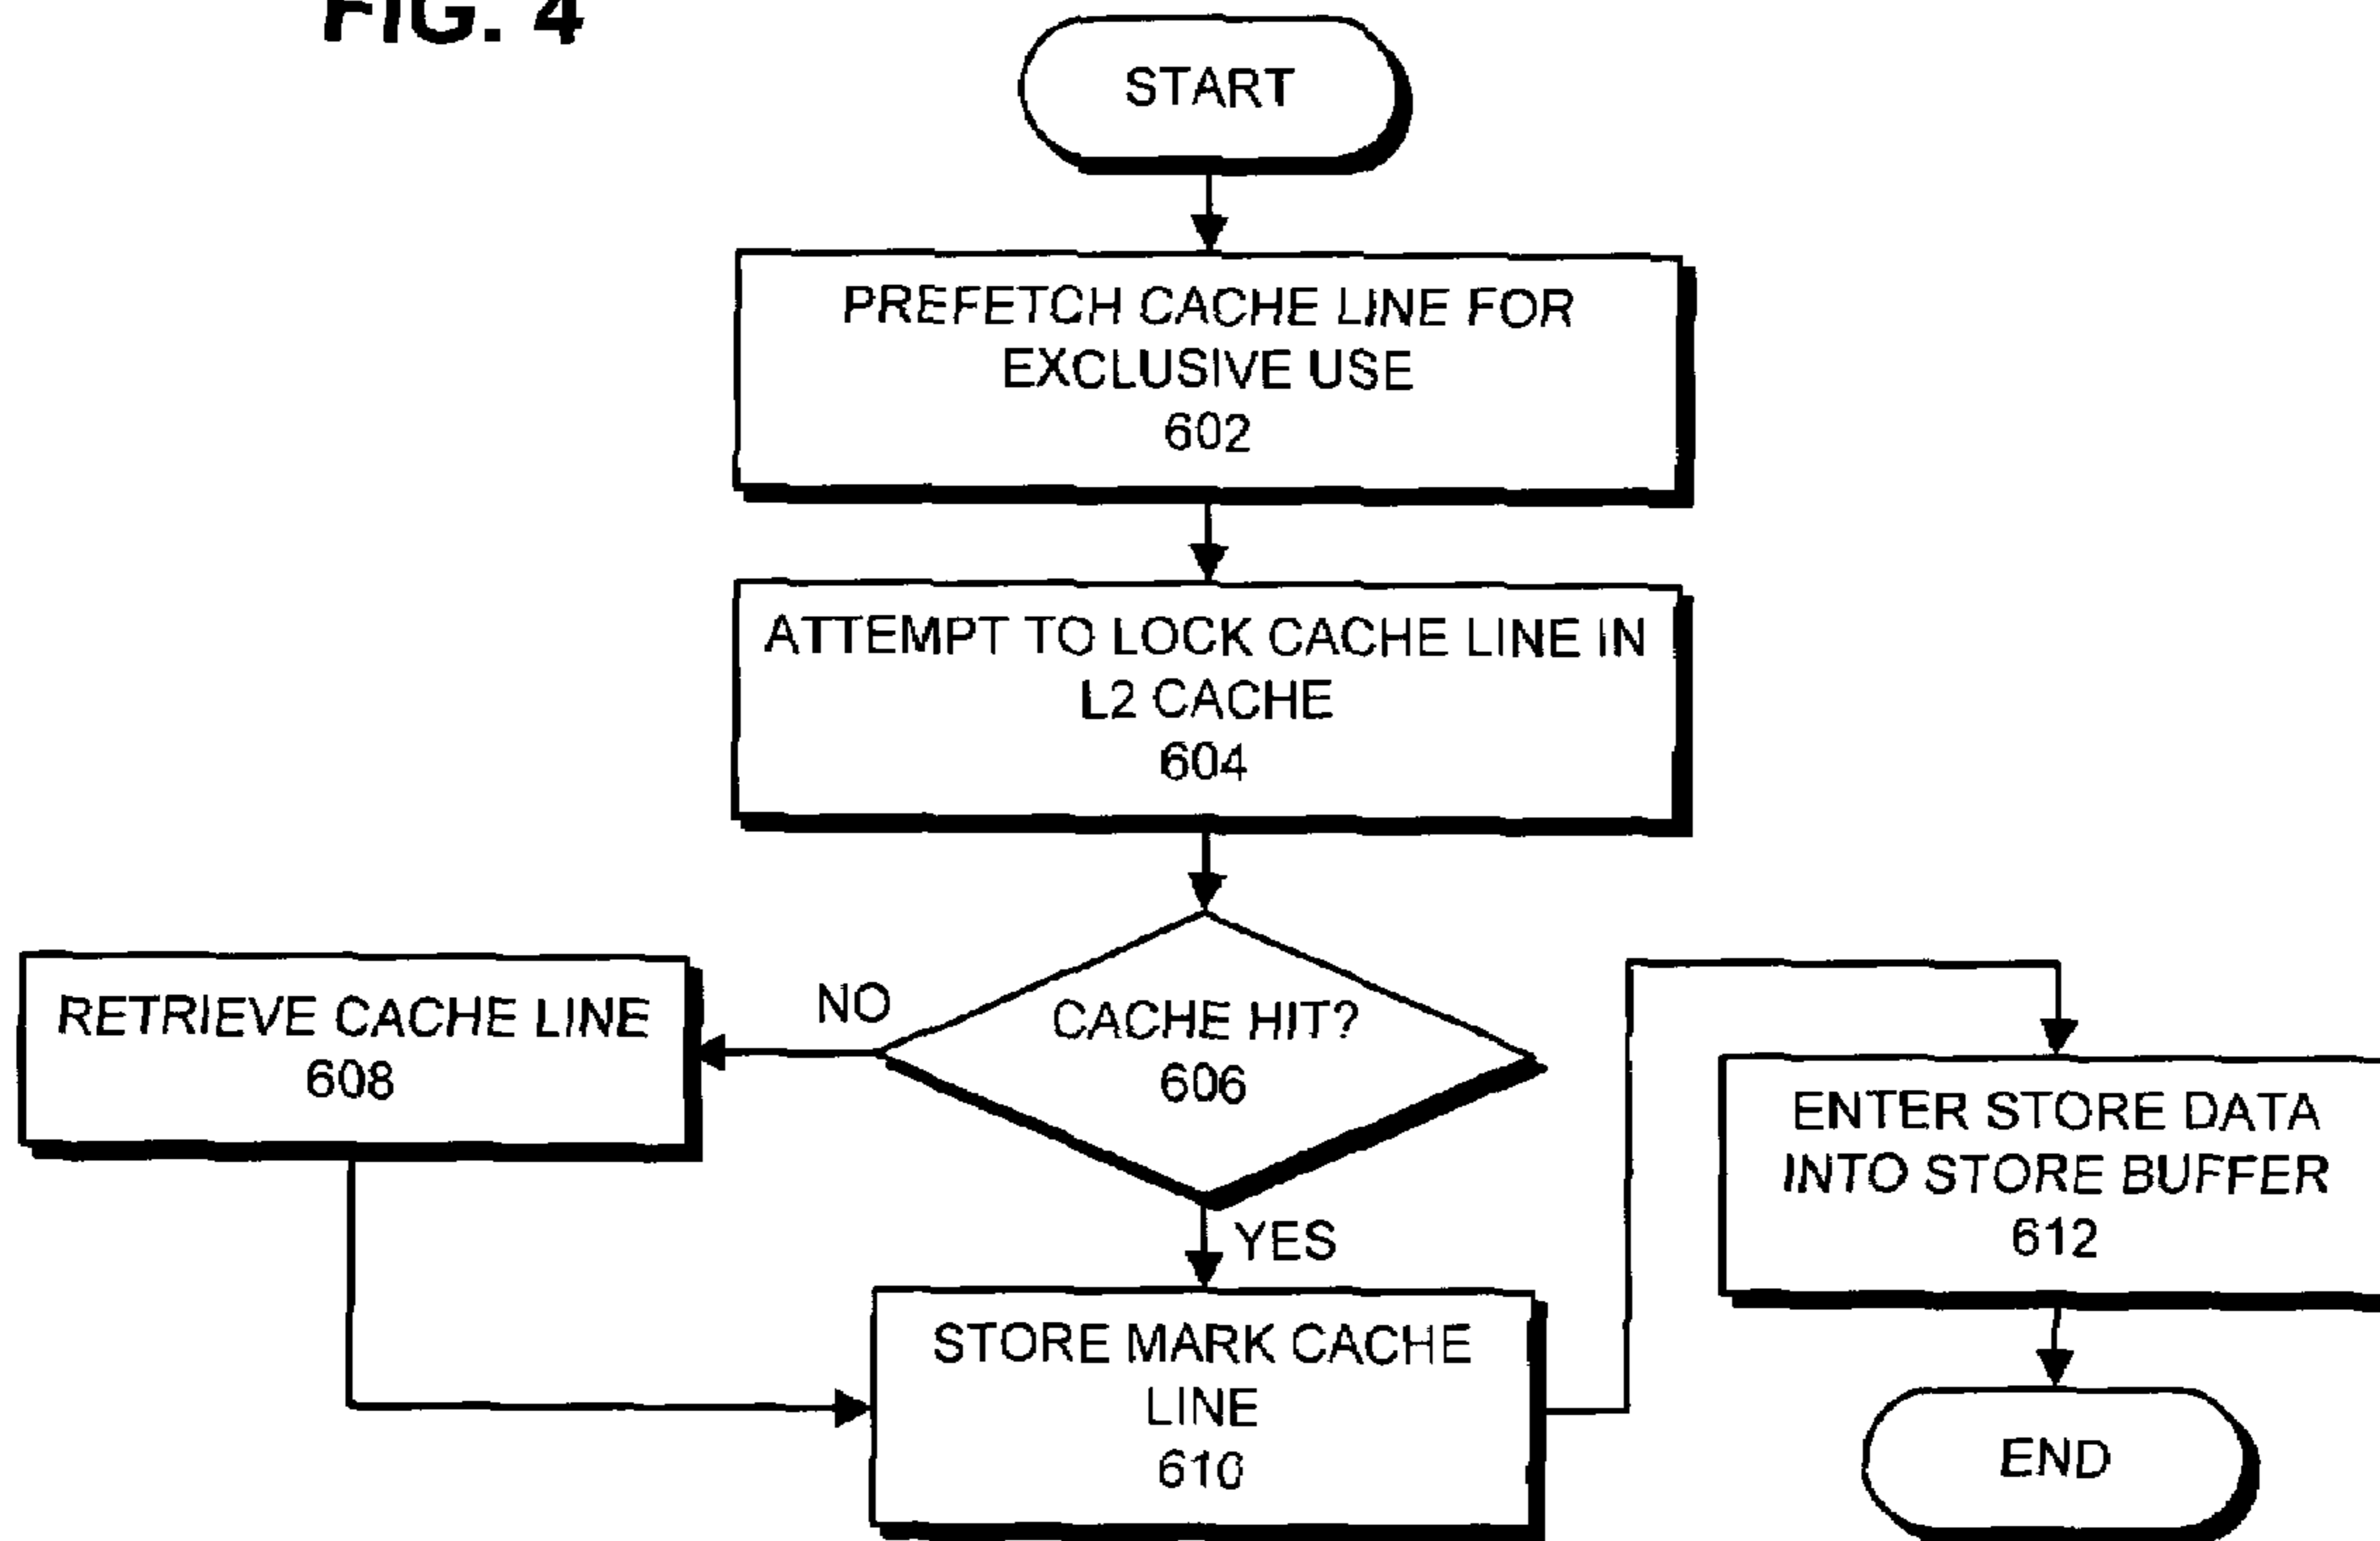 FIG. 4
START
PREFETCH CACHE LINE FOR
EXCLUSIVE USE
602
ATTEMPT TO LOCK CACHE LINE IN
L2 CACHE
604
CACHE HIT?
606
NO
RETRIEVE CACHE LINE
608
YES
STORE MARK CACHE
LINE
610
ENTER STORE DATA
INTO STORE BUFFER
612
END